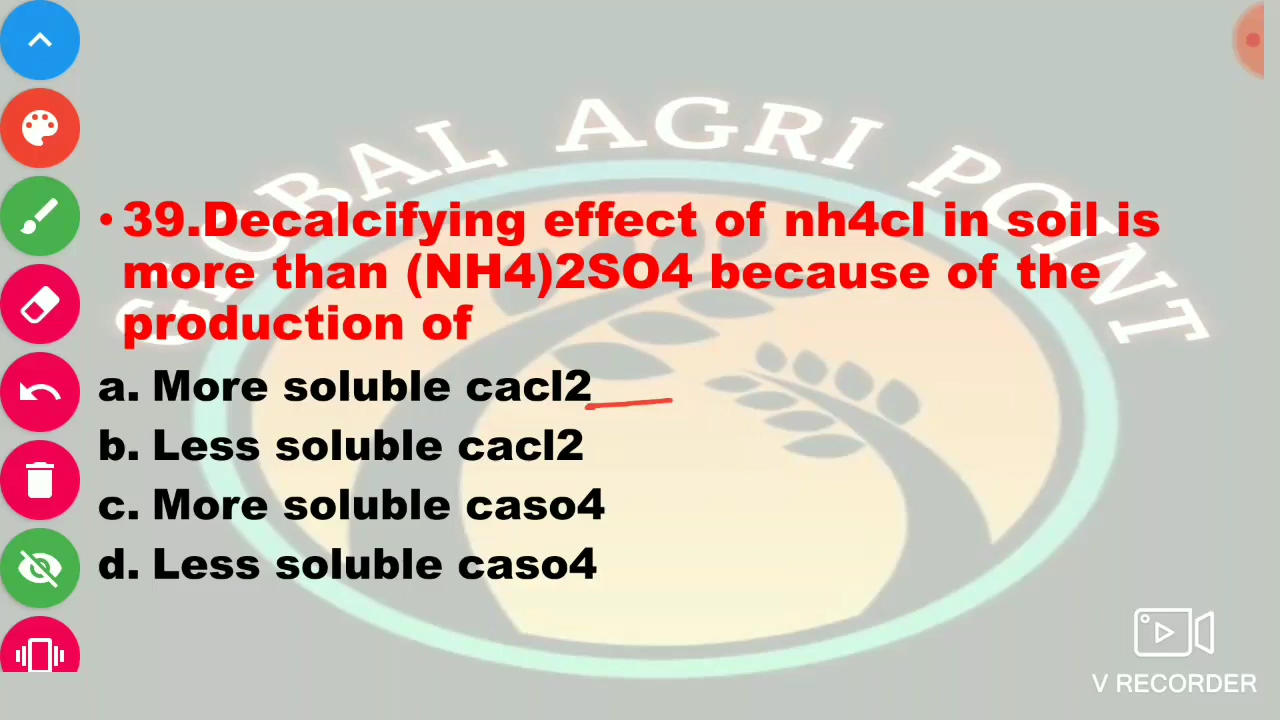 GLOBAL AGRI POINT
• 39.Decalcifying effect of nh4cl in soil is
more than (NH4)2SO4 because of the
production of
a. More soluble cacl2
b. Less soluble cacl2
c. More soluble caso4
d. Less soluble caso4
V RECORDER